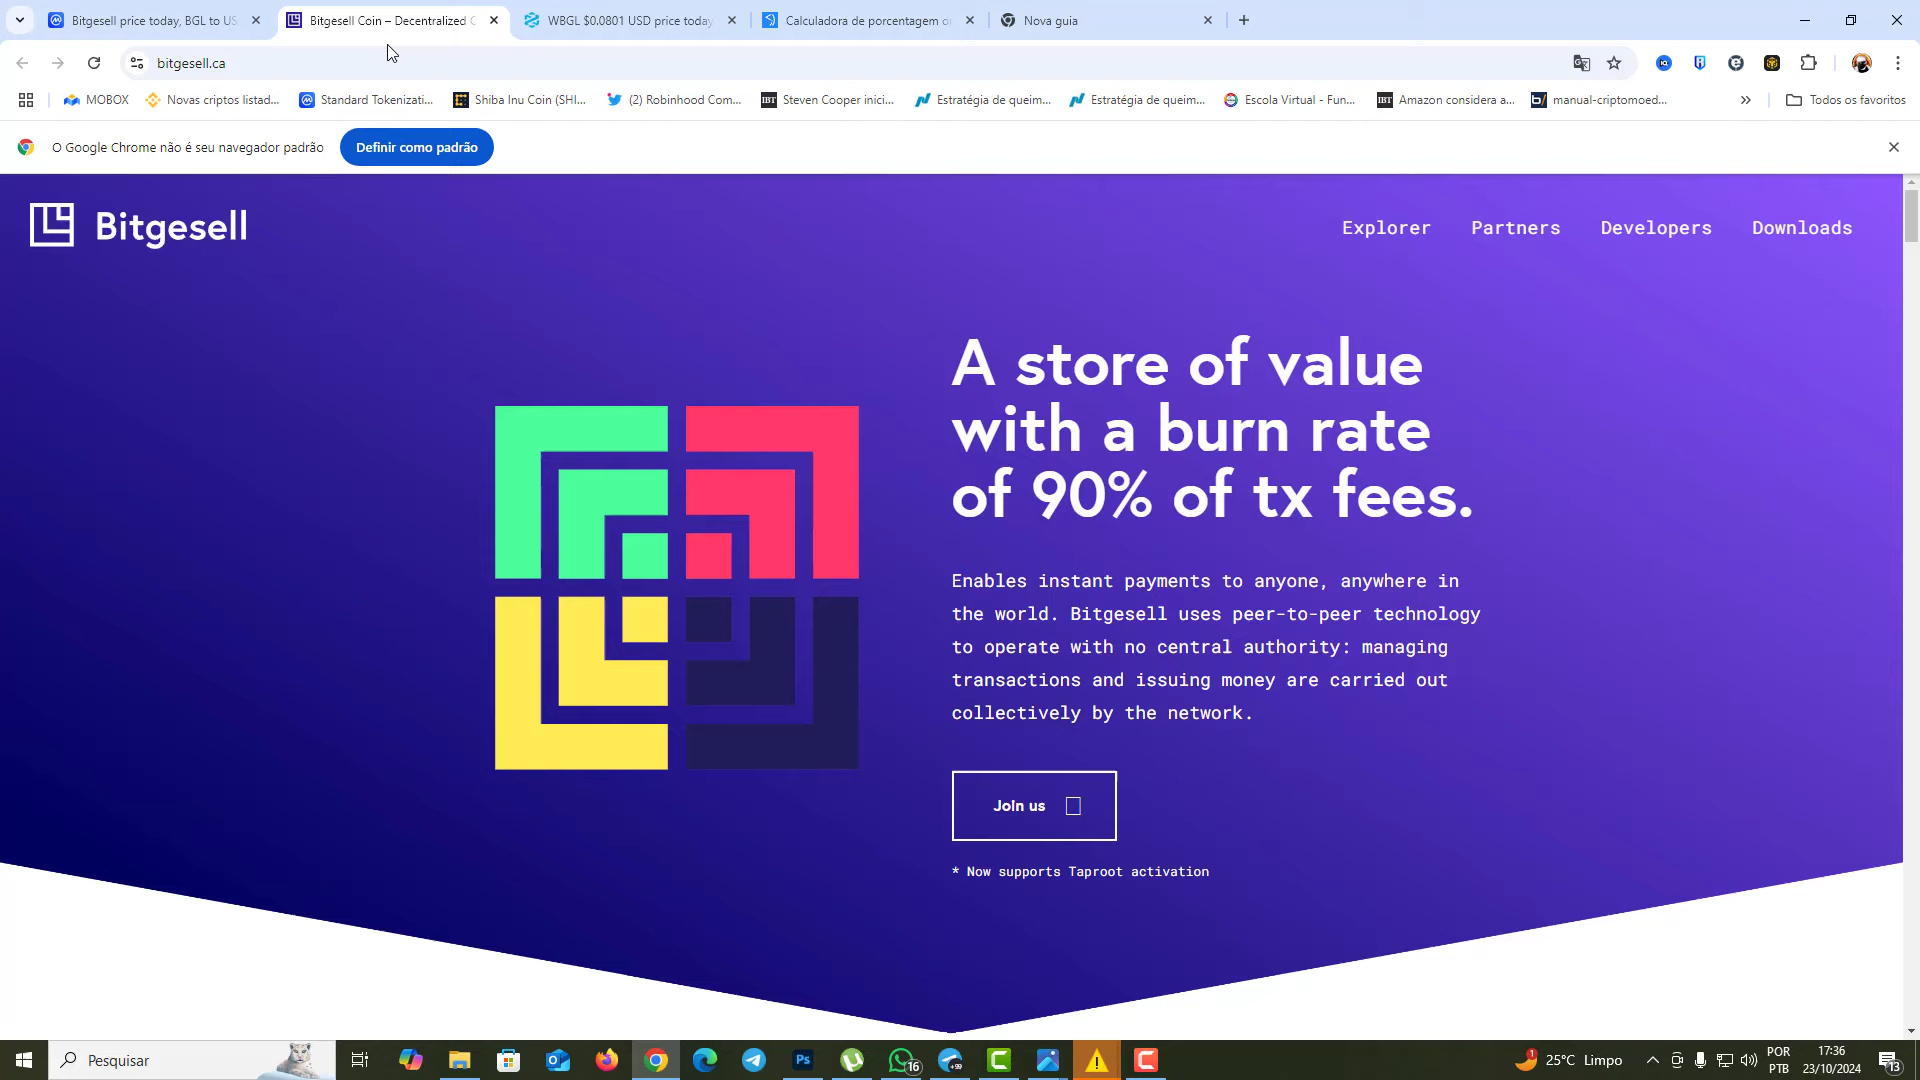 Bitgesell price today, BGL to US
Bitgesell Coin – Decentralized
WBGL $0.0801 USD price today
Calculadora de porcentagem o
Nova guia
bitgesell.ca
MOBOX
Novas criptos listad...
Standard Tokenizati...
Shiba Inu Coin (SHI...
(2) Robinhood Com...
Steven Cooper inici...
Estratégia de queim...
Estratégia de queim...
Escola Virtual - Fun...
Amazon considera a...
manual-criptomoed...
Todos os favoritos
O Google Chrome não é seu navegador padrão
Definir como padrão
Bitgesell
Explorer
Partners
Developers
Downloads
A store of value
with a burn rate
of 90% of tx fees.
Enables instant payments to anyone, anywhere in
the world. Bitgesell uses peer-to-peer technology
to operate with no central authority: managing
transactions and issuing money are carried out
collectively by the network.
Join us
* Now supports Taproot activation
Pesquisar
Ps
16
+99
1
25°C Limpo
POR
PTB
17:36
23/10/2024
13